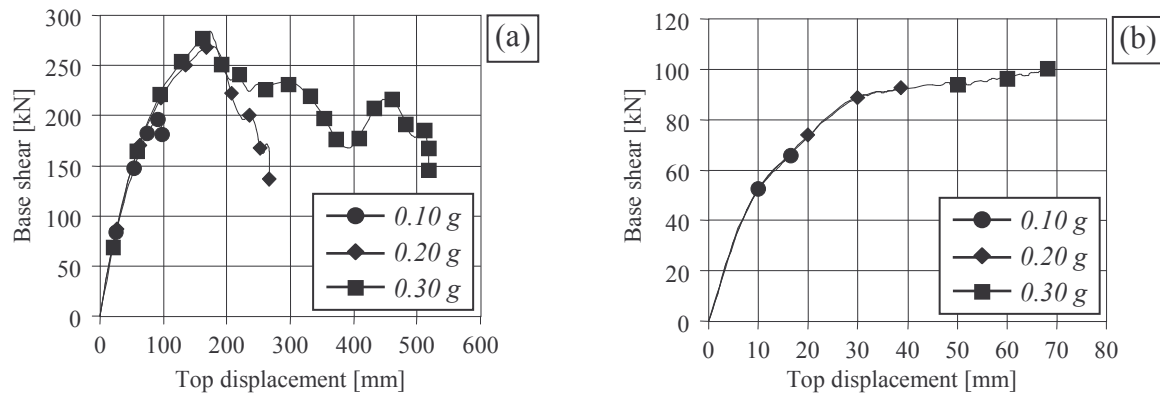 (a)
Base shear [kN]
300
250
200
150
100
50
0
0 100 200 300 400 500 600
Top displacement [mm]
0.10 g
0.20 g
0.30 g
(b)
Base shear [kN]
120
100
80
60
40
20
0
0 10 20 30 40 50 60 70 80
Top displacement [mm]
0.10 g
0.20 g
0.30 g